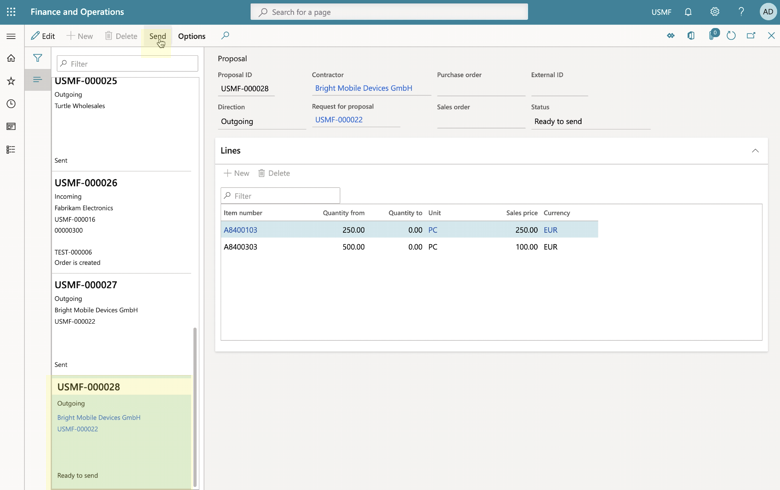 Finance and Operations
Search for a page
USMF
?
AD
Edit
New
Delete
Send
Options
0
Filter
USMF-000025
Outgoing
Turtle Wholesales
Sent
USMF-000026
Incoming
Fabrikam Electronics
USMF-000016
00000300
TEST-000006
Order is created
USMF-000027
Outgoing
Bright Mobile Devices GmbH
USMF-000022
Sent
USMF-000028
Outgoing
Bright Mobile Devices GmbH
USMF-000022
Ready to send
Proposal
Proposal ID Contractor Purchase order External ID
USMF-000028 Bright Mobile Devices GmbH
Direction Request for proposal Sales order Status
Outgoing USMF-000022 Ready to send
Lines
New Delete
Filter
Item number Quantity from Quantity to Unit Sales price Currency
A8400103 250.00 0.00 PC 250.00 EUR
A8400303 500.00 0.00 PC 100.00 EUR